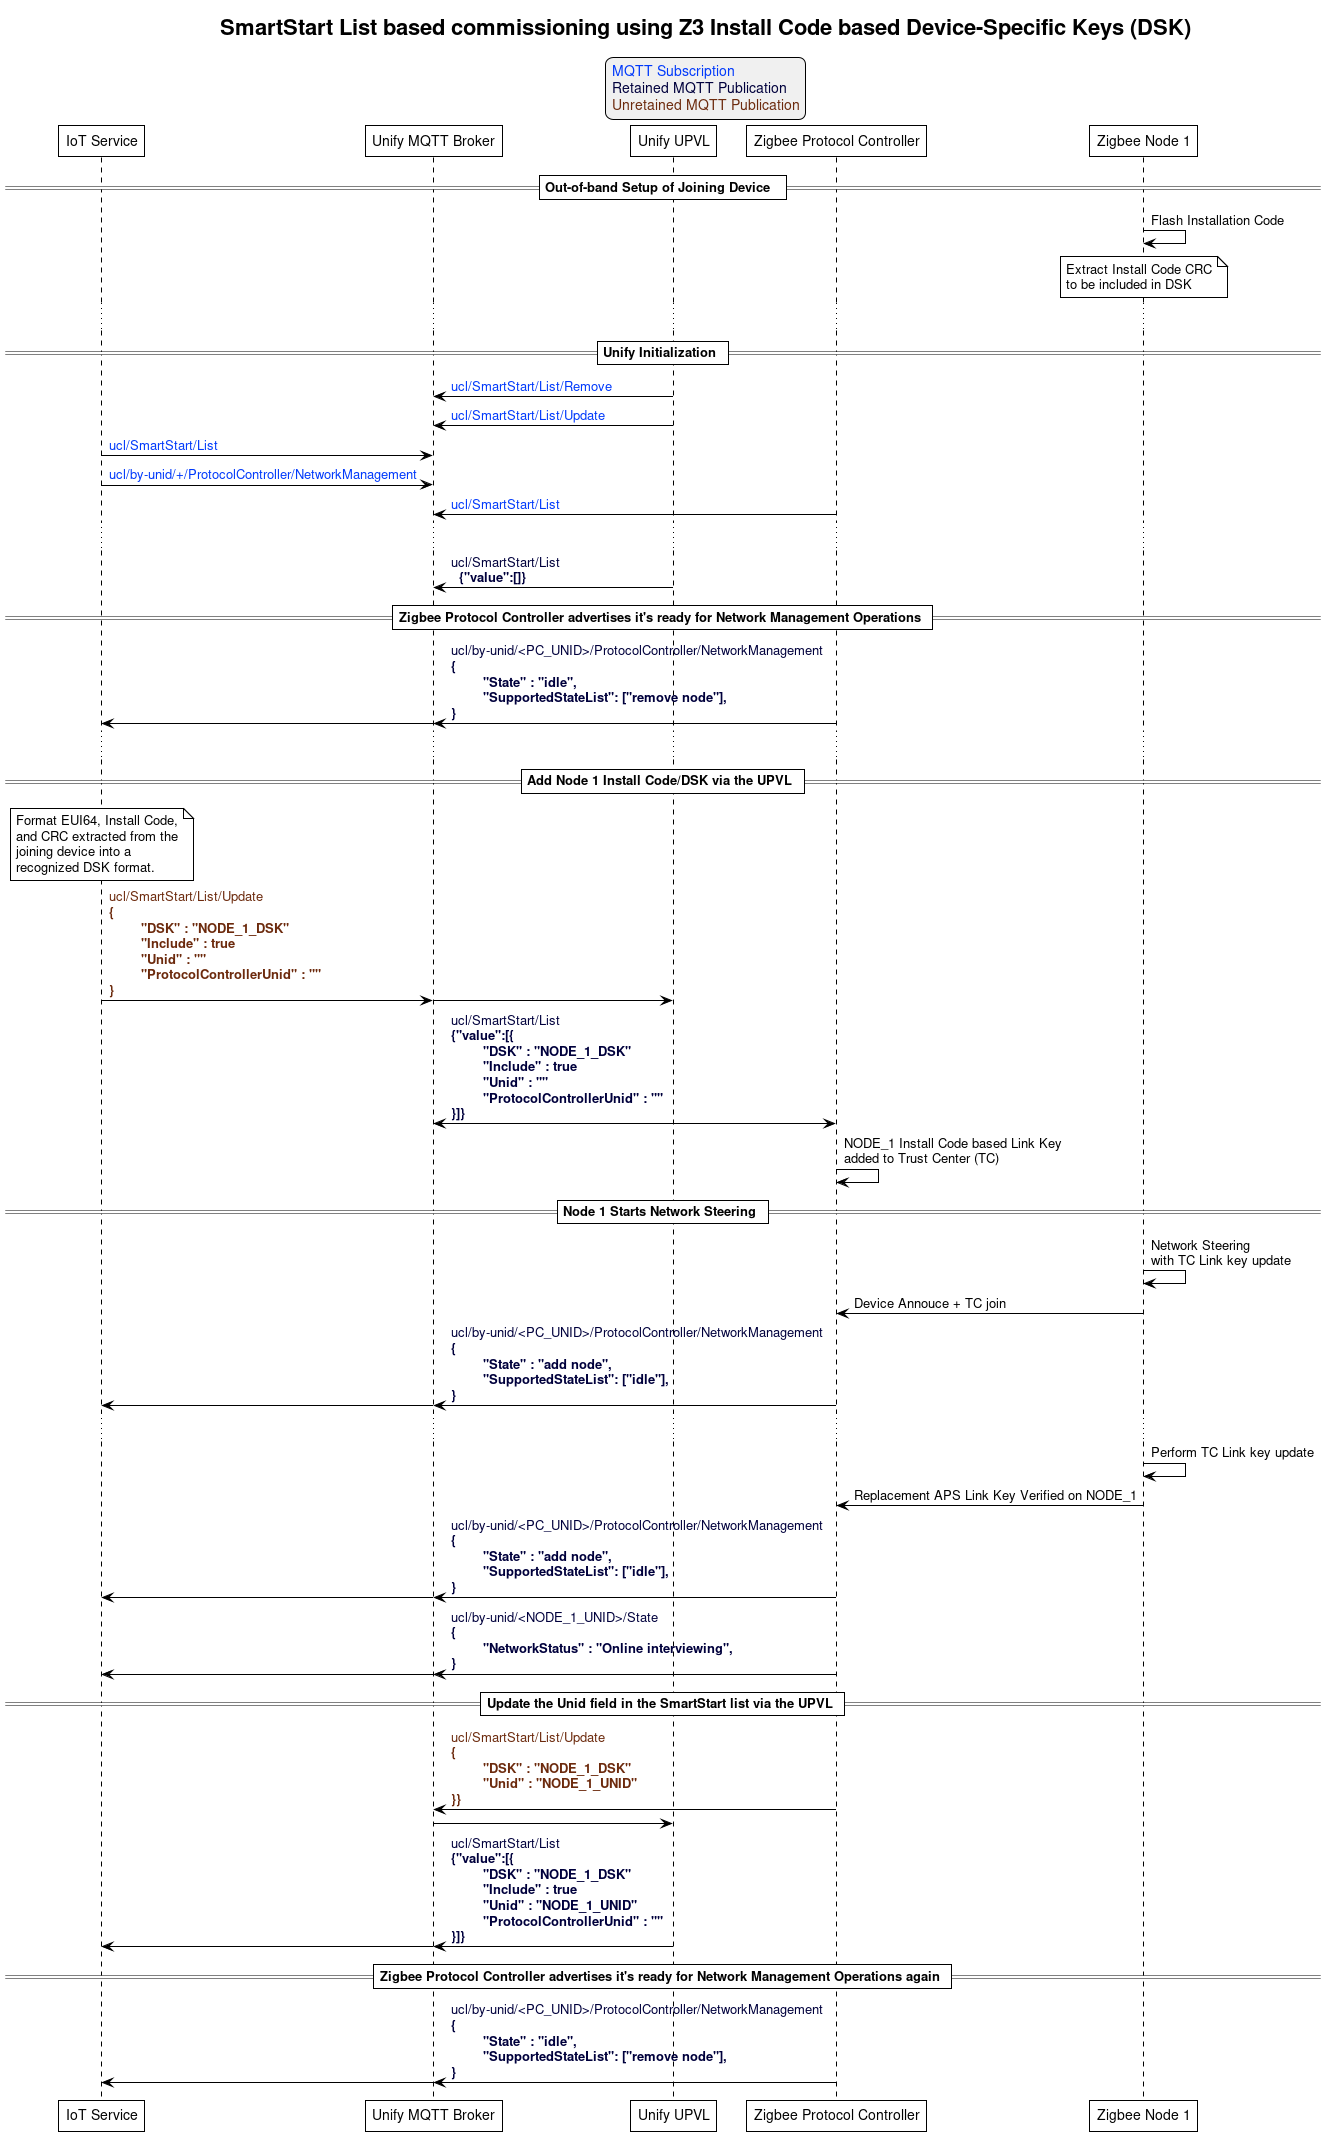 SmartStart List based commissioning using Z3 Install Code based Device-Specific Keys (DSK)
MQTT Subscription
Retained MQTT Publication
Unretained MQTT Publication
IoT Service
Unify MQTT Broker
Unify UPVL
Zigbee Protocol Controller
Zigbee Node 1
Out-of-band Setup of Joining Device
Flash Installation Code
Extract Install Code CRC
to be included in DSK
Unify Initialization
ucl/SmartStart/List/Remove
ucl/SmartStart/List/Update
ucl/SmartStart/List
ucl/by-unid/+/ProtocolController/NetworkManagement
ucl/SmartStart/List
ucl/SmartStart/List
{"value":[]}
Zigbee Protocol Controller advertises it's ready for Network Management Operations
ucl/by-unid/<PC_UNID>/ProtocolController/NetworkManagement
{
"State" : "idle",
"SupportedStateList": ["remove node"],
}
Add Node 1 Install Code/DSK via the UPVL
Format EUI64, Install Code,
and CRC extracted from the
joining device into a
recognized DSK format.
ucl/SmartStart/List/Update
{
"DSK" : "NODE_1_DSK"
"Include" : true
"Unid" : ""
"ProtocolControllerUnid" : ""
}
ucl/SmartStart/List
{"value":[{
"DSK" : "NODE_1_DSK"
"Include" : true
"Unid" : ""
"ProtocolControllerUnid" : ""
}]}
NODE_1 Install Code based Link Key
added to Trust Center (TC)
Node 1 Starts Network Steering
Network Steering
with TC Link key update
Device Annouce + TC join
ucl/by-unid/<PC_UNID>/ProtocolController/NetworkManagement
{
"State" : "add node",
"SupportedStateList": ["idle"],
}
Perform TC Link key update
Replacement APS Link Key Verified on NODE_1
ucl/by-unid/<PC_UNID>/ProtocolController/NetworkManagement
{
"State" : "add node",
"SupportedStateList": ["idle"],
}
ucl/by-unid/<NODE_1_UNID>/State
{
"NetworkStatus" : "Online interviewing",
}
Update the Unid field in the SmartStart list via the UPVL
ucl/SmartStart/List/Update
{
"DSK" : "NODE_1_DSK"
"Unid" : "NODE_1_UNID"
}}
ucl/SmartStart/List
{"value":[{
"DSK" : "NODE_1_DSK"
"Include" : true
"Unid" : "NODE_1_UNID"
"ProtocolControllerUnid" : ""
}]}
Zigbee Protocol Controller advertises it's ready for Network Management Operations again
ucl/by-unid/<PC_UNID>/ProtocolController/NetworkManagement
{
"State" : "idle",
"SupportedStateList": ["remove node"],
}
IoT Service
Unify MQTT Broker
Unify UPVL
Zigbee Protocol Controller
Zigbee Node 1